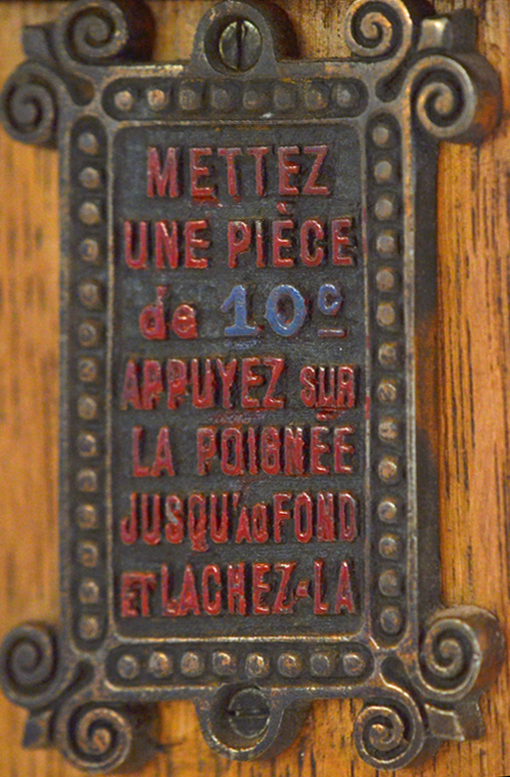 METTEZ
UNE PIÈCE
de 10c
APPUYEZ SUR
LA POIGNÉE
JUSQU'AU FOND
ET LACHEZ-LA